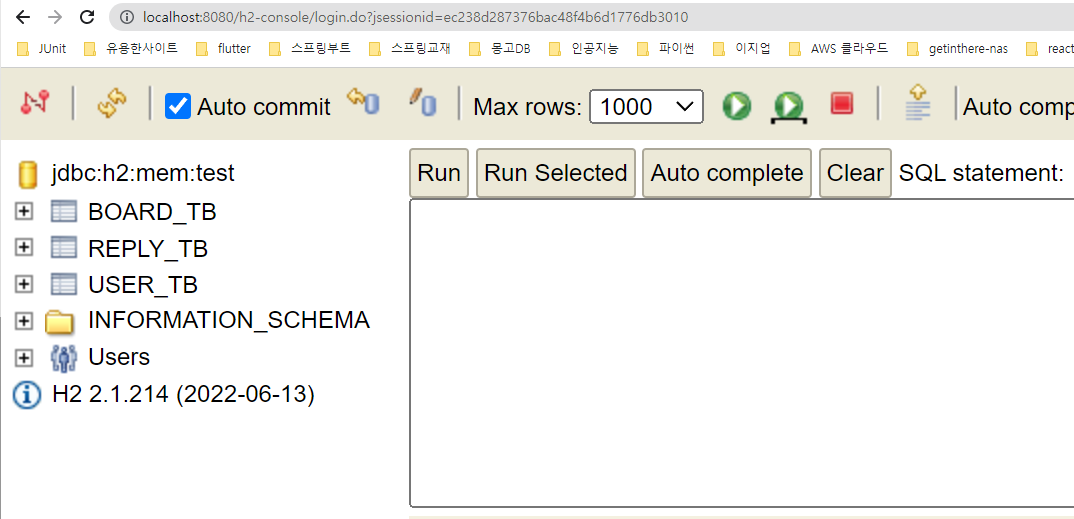 localhost:8080/h2-console/login.do?jsessionid=ec238d287376bac48f4b6d1776db3010
JUnit 유용한사이트 flutter 스프링부트 스프링교재 몽고DB 인공지능 파이썬 이지업 AWS 클라우드 getinthere-nas react
Auto commit Max rows: 1000 Auto comp
jdbc:h2:mem:test
BOARD_TB
REPLY_TB
USER_TB
INFORMATION_SCHEMA
Users
H2 2.1.214 (2022-06-13)
Run Run Selected Auto complete Clear SQL statement: